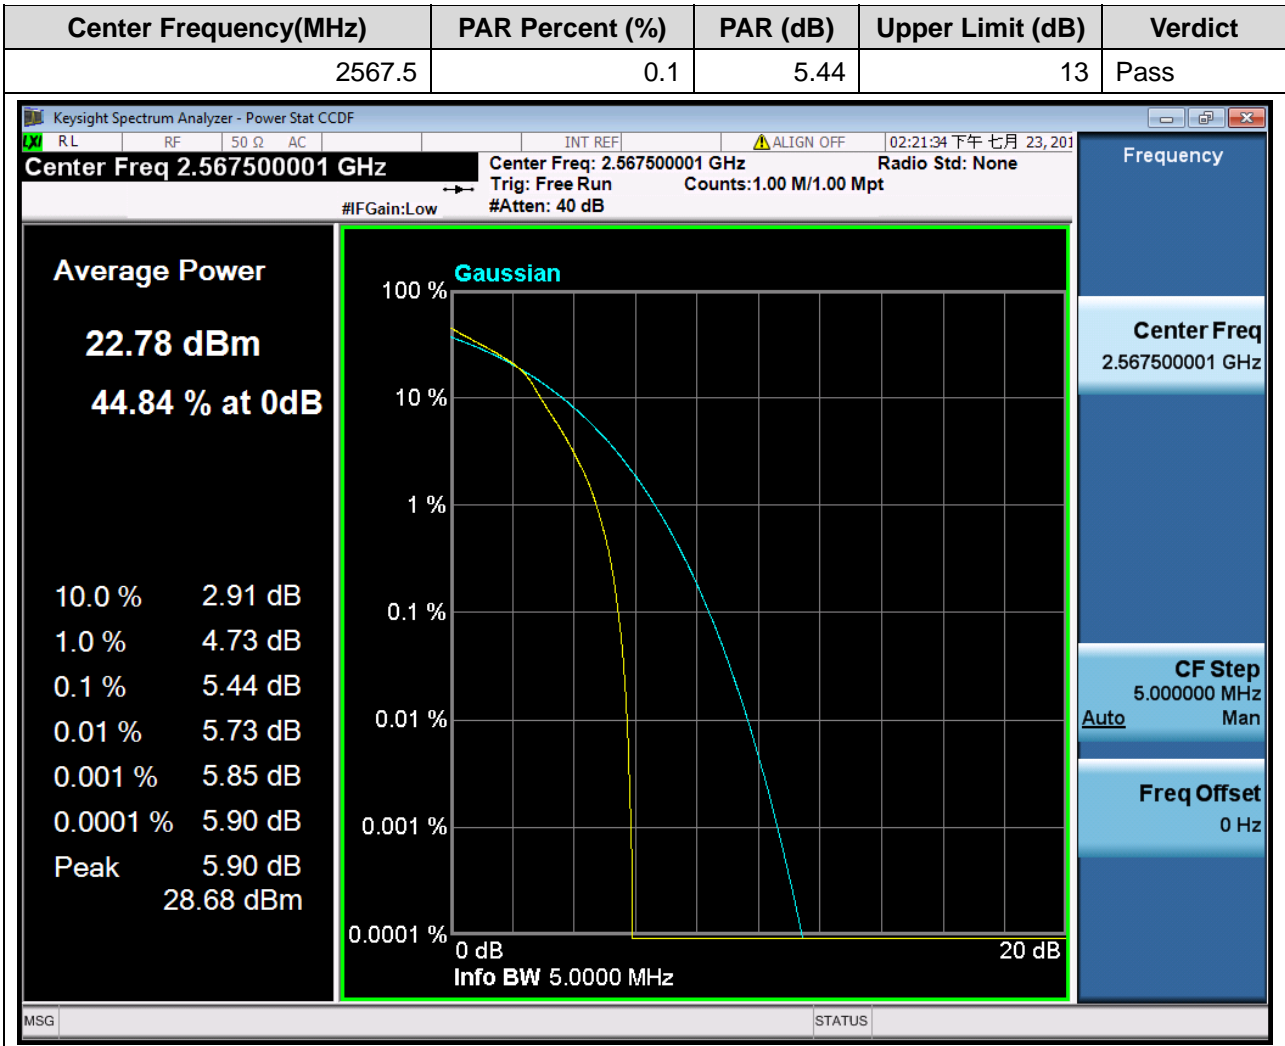 Center Frequency(MHz) PAR Percent (%) PAR (dB) Upper Limit (dB) Verdict
2567.5 0.1 5.44 13 Pass
Keysight Spectrum Analyzer - Power Stat CCDF
LXI RL RF 50 Ω AC INT REF ALIGN OFF 02:21:34 下午 七月 23, 201
Center Freq 2.567500001 GHz
Center Freq: 2.567500001 GHz Radio Std: None
Trig: Free Run Counts:1.00 M/1.00 Mpt
#IFGain:Low #Atten: 40 dB
Frequency
Average Power
22.78 dBm
44.84 % at 0dB
10.0 % 2.91 dB
1.0 % 4.73 dB
0.1 % 5.44 dB
0.01 % 5.73 dB
0.001 % 5.85 dB
0.0001 % 5.90 dB
Peak 5.90 dB
28.68 dBm
Gaussian
100 %
10 %
1 %
0.1 %
0.01 %
0.001 %
0.0001 %
0 dB 20 dB
Info BW 5.0000 MHz
Center Freq
2.567500001 GHz
CF Step
5.000000 MHz
Auto Man
Freq Offset
0 Hz
MSG STATUS